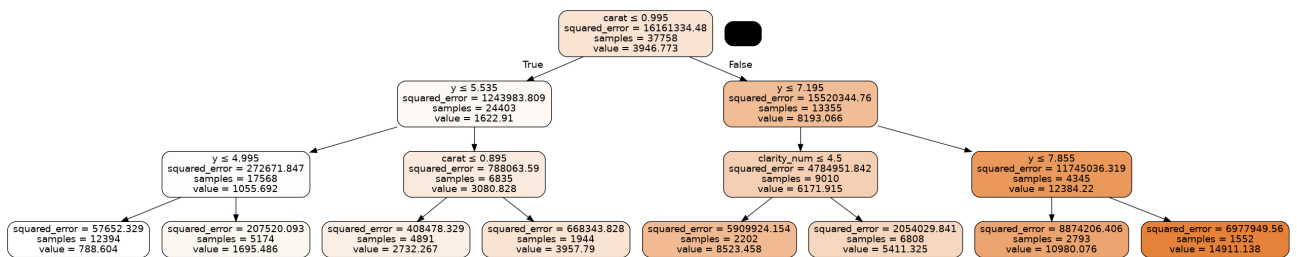 carat ≤ 0.995
squared_error = 16161334.48
samples = 37758
value = 3946.773
True
False
y ≤ 5.535
squared_error = 1243983.809
samples = 24403
value = 1622.91
y ≤ 7.195
squared_error = 15520344.76
samples = 13355
value = 8193.066
y ≤ 4.995
squared_error = 272671.847
samples = 17568
value = 1055.692
carat ≤ 0.895
squared_error = 788063.59
samples = 6835
value = 3080.828
clarity_num ≤ 4.5
squared_error = 4784951.842
samples = 9010
value = 6171.915
y ≤ 7.855
squared_error = 11745036.319
samples = 4345
value = 12384.22
squared_error = 57652.329
samples = 12394
value = 788.604
squared_error = 207520.093
samples = 5174
value = 1695.486
squared_error = 408478.329
samples = 4891
value = 2732.267
squared_error = 668343.828
samples = 1944
value = 3957.79
squared_error = 5909924.154
samples = 2202
value = 8523.458
squared_error = 2054029.841
samples = 6808
value = 5411.325
squared_error = 8874206.406
samples = 2793
value = 10980.076
squared_error = 6977949.56
samples = 1552
value = 14911.138